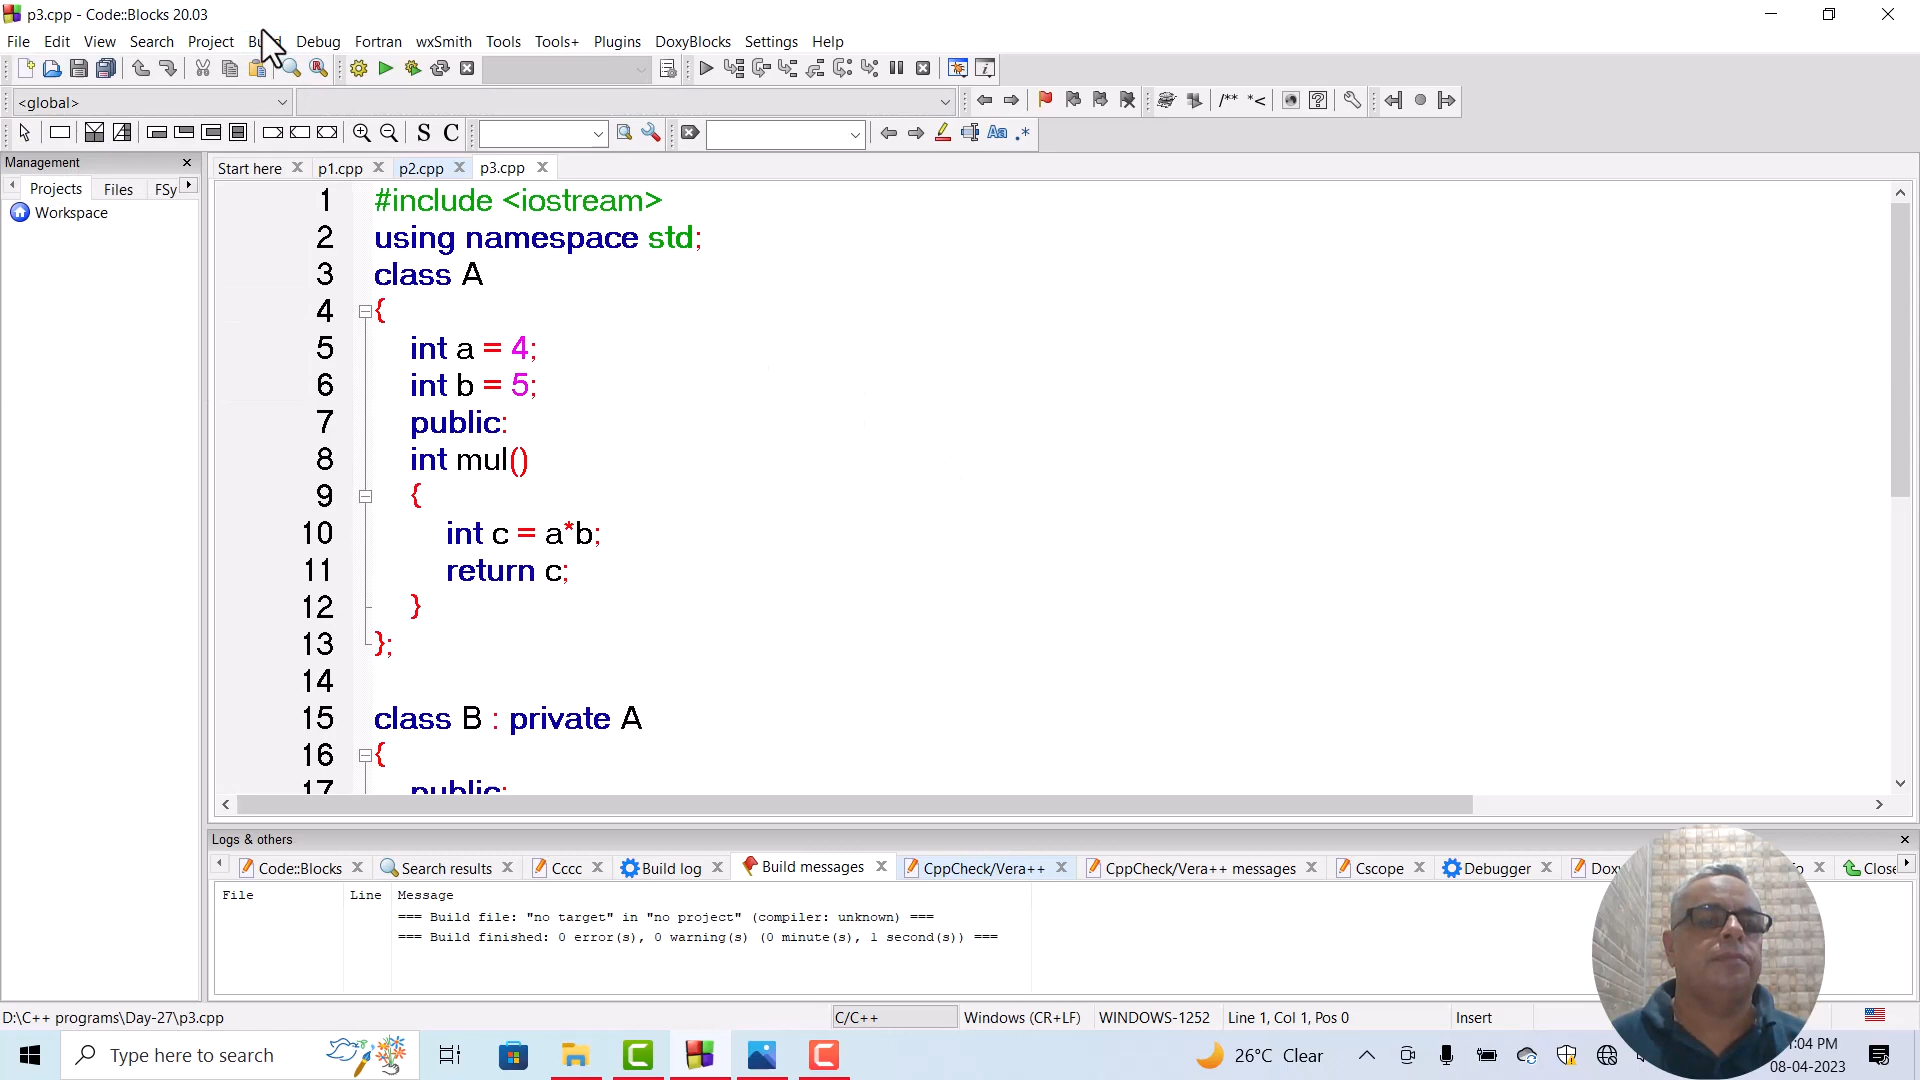 p3.cpp - Code::Blocks 20.03
File Edit View Search Project Debug Fortran wxSmith Tools Tools+ Plugins DoxyBlocks Settings Help
<global>
S C
Management
Start here p1.cpp p2.cpp p3.cpp
Projects Files FSy
Workspace
1 #include <iostream>
2 using namespace std;
3 class A
4 {
5 int a = 4;
6 int b = 5;
7 public:
8 int mul()
9 {
10 int c = a*b;
11 return c;
12 }
13 };
14
15 class B : private A
16 {
17 public:
Logs & others
Code::Blocks Search results Cccc Build log Build messages CppCheck/Vera++ CppCheck/Vera++ messages Cscope Debugger
File Line Message
=== Build file: "no target" in "no project" (compiler: unknown) ===
=== Build finished: 0 error(s), 0 warning(s) (0 minute(s), 1 second(s)) ===
D:\C++ programs\Day-27\p3.cpp C/C++ Windows (CR+LF) WINDOWS-1252 Line 1, Col 1, Pos 0 Insert
Type here to search 26°C Clear :04 PM
08-04-2023